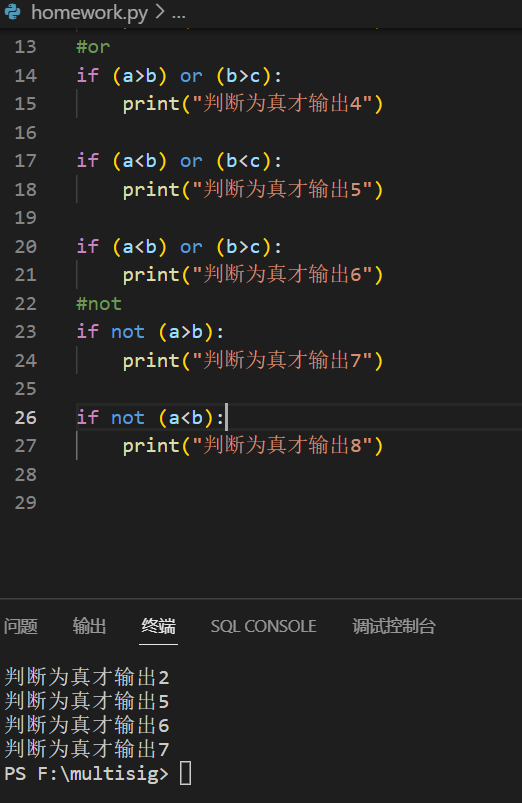 homework.py > ...
13 #or
14 if (a>b) or (b>c):
15     print("判断为真才输出4")
16
17 if (a<b) or (b<c):
18     print("判断为真才输出5")
19
20 if (a<b) or (b>c):
21     print("判断为真才输出6")
22 #not
23 if not (a>b):
24     print("判断为真才输出7")
25
26 if not (a<b):
27     print("判断为真才输出8")
28
29
问题 输出 终端 SQL CONSOLE 调试控制台
判断为真才输出2
判断为真才输出5
判断为真才输出6
判断为真才输出7
PS F:\multisig>